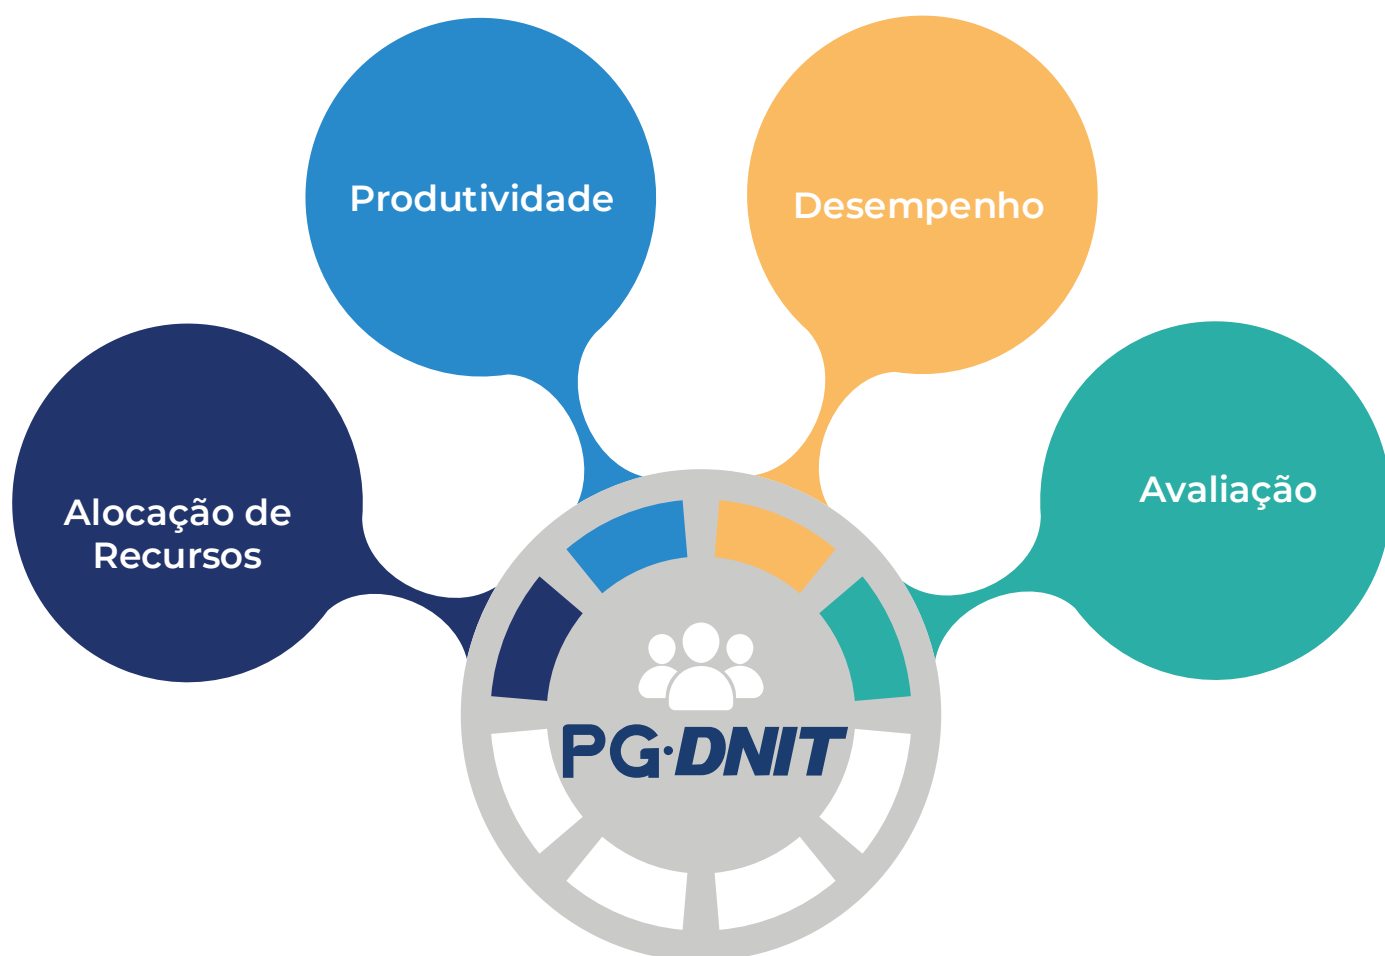 Produtividade
Desempenho
Alocação de
Recursos
Avaliação
PG·DNIT